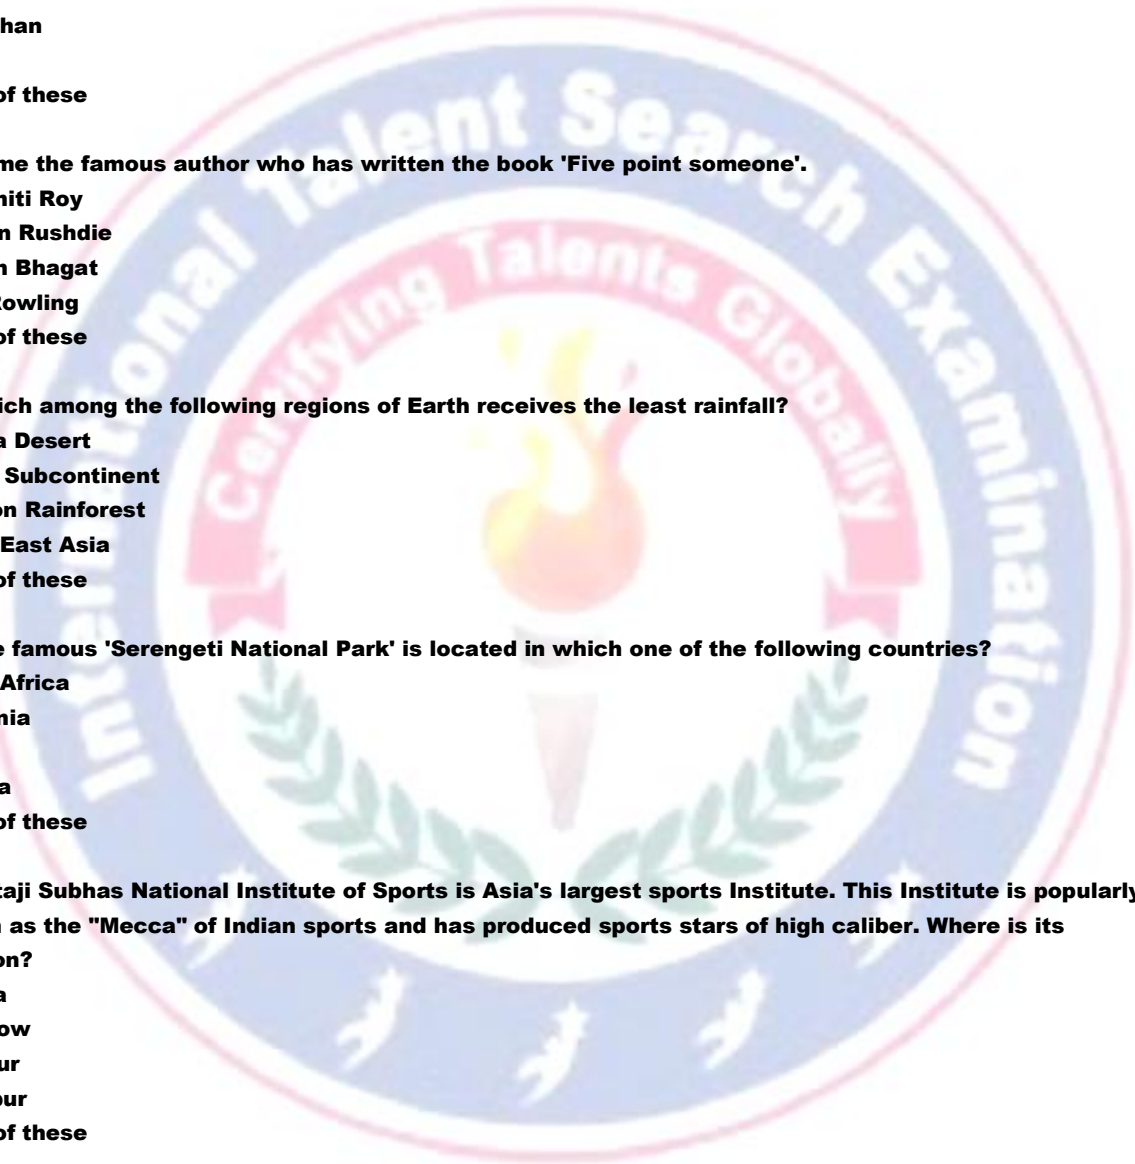 han
of these
me the famous author who has written the book 'Five point someone'.
hiti Roy
n Rushdie
n Bhagat
Rowling
of these
ich among the following regions of Earth receives the least rainfall?
a Desert
Subcontinent
on Rainforest
East Asia
of these
e famous 'Serengeti National Park' is located in which one of the following countries?
Africa
nia
a
of these
taji Subhas National Institute of Sports is Asia's largest sports Institute. This Institute is popularly
n as the "Mecca" of Indian sports and has produced sports stars of high caliber. Where is its
on?
a
ow
ur
pur
of these
International Talent Search Examination
Certifying Talents Globally